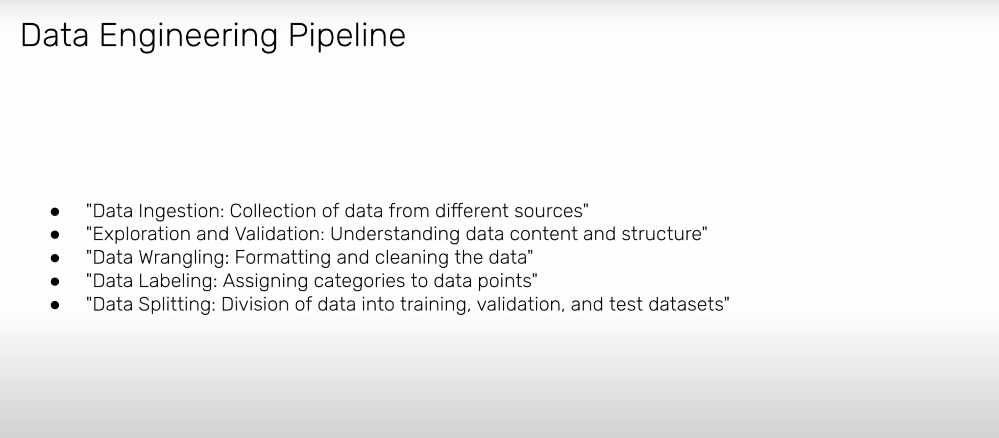 Data Engineering Pipeline
● "Data Ingestion: Collection of data from different sources"
● "Exploration and Validation: Understanding data content and structure"
● "Data Wrangling: Formatting and cleaning the data"
● "Data Labeling: Assigning categories to data points"
● "Data Splitting: Division of data into training, validation, and test datasets"